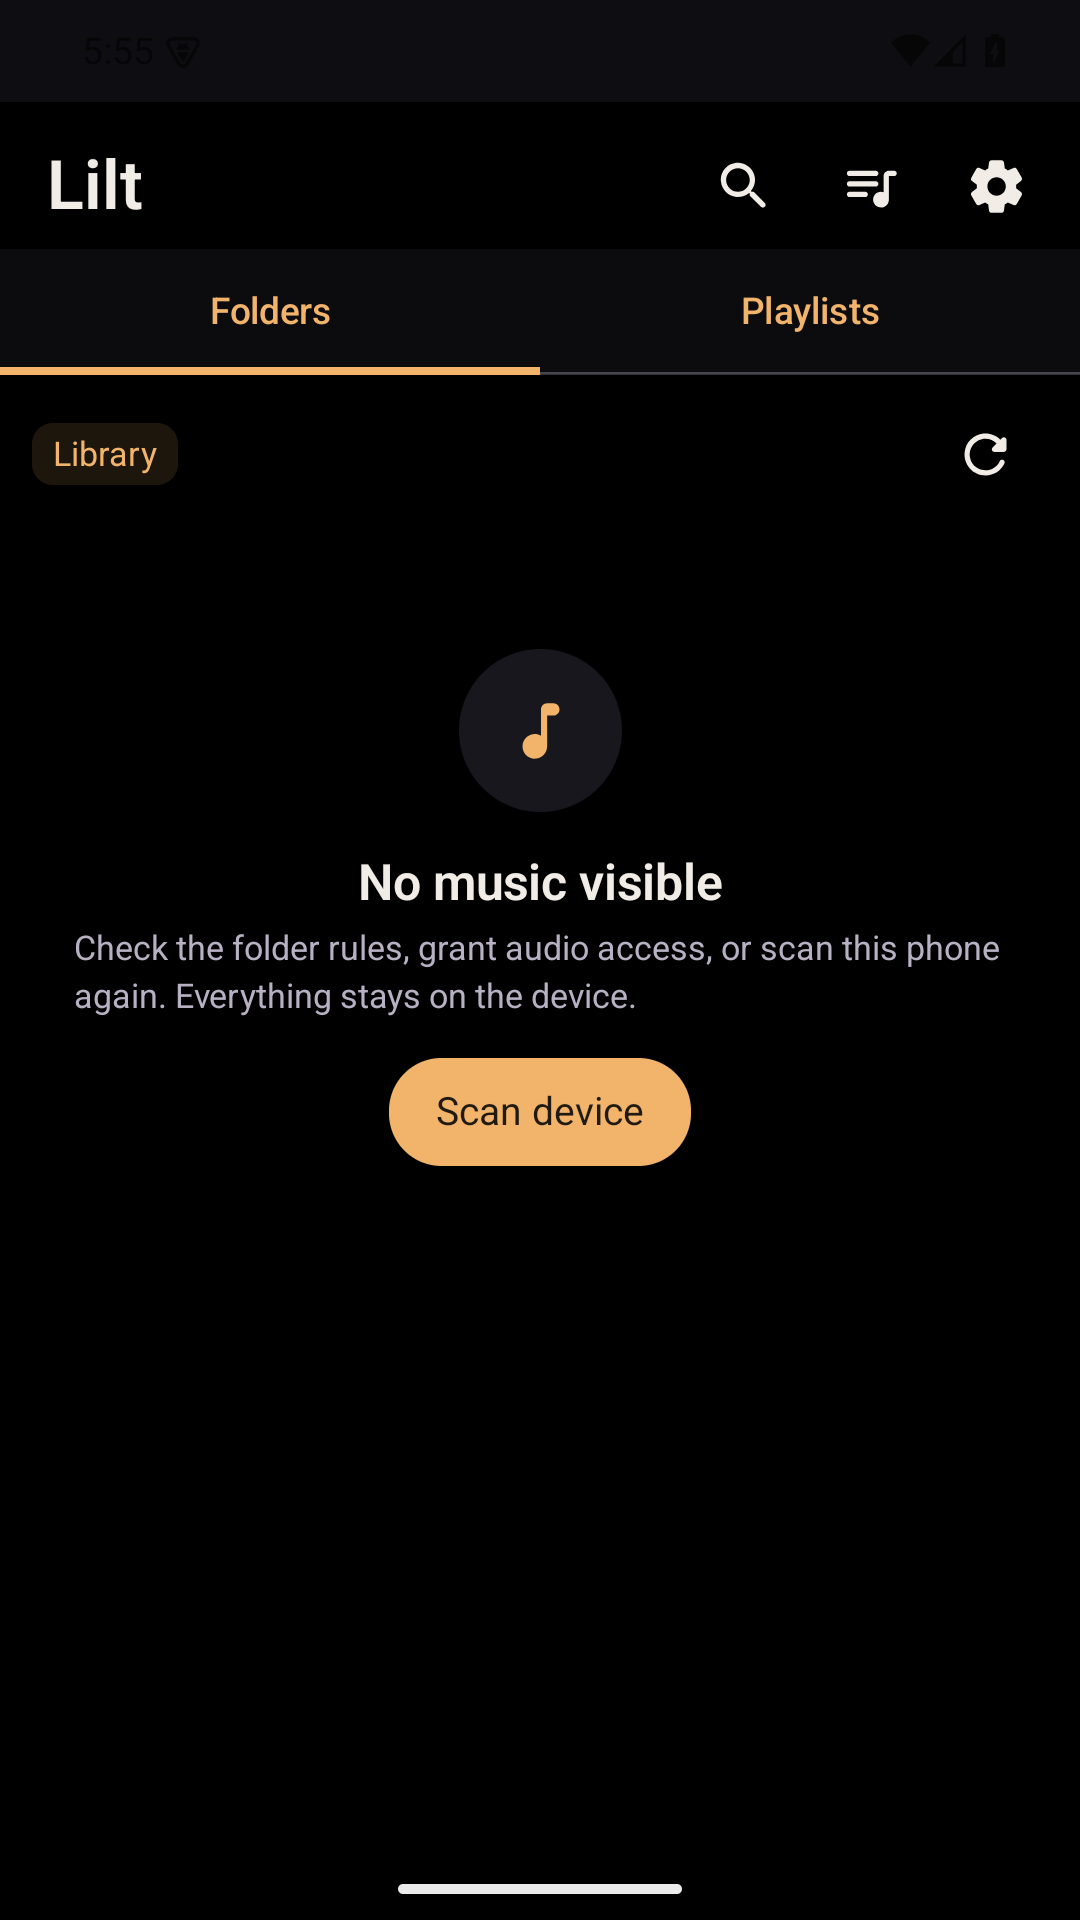 5:55
Lilt
Folders
Playlists
Library
No music visible
Check the folder rules, grant audio access, or scan this phone
again. Everything stays on the device.
Scan device